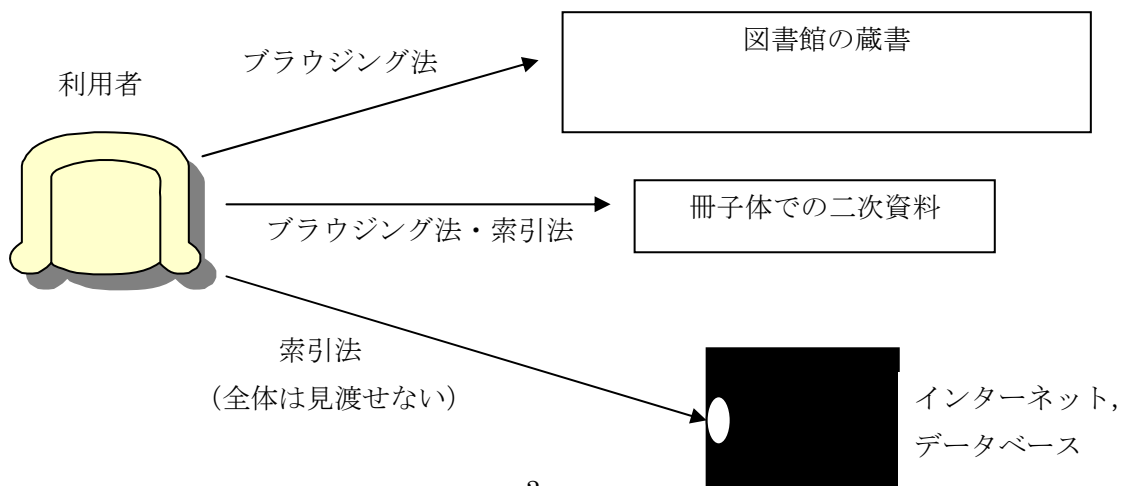 図書館の蔵書
ブラウジング法
利用者
冊子体での二次資料
ブラウジング法・索引法
索引法
（全体は見渡せない）
インターネット,
データベース